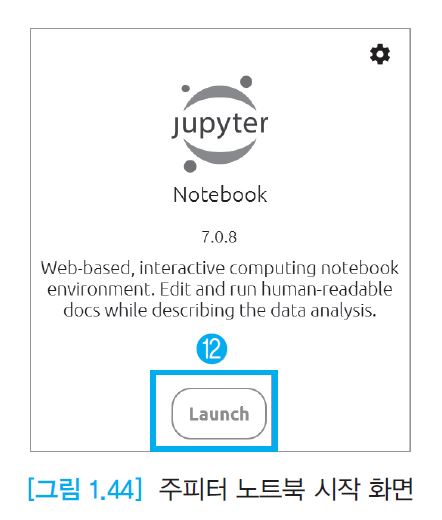 jupyter
Notebook
7.0.8
Web-based, interactive computing notebook
environment. Edit and run human-readable
docs while describing the data analysis.
⑫
Launch
[그림 1.44] 주피터 노트북 시작 화면